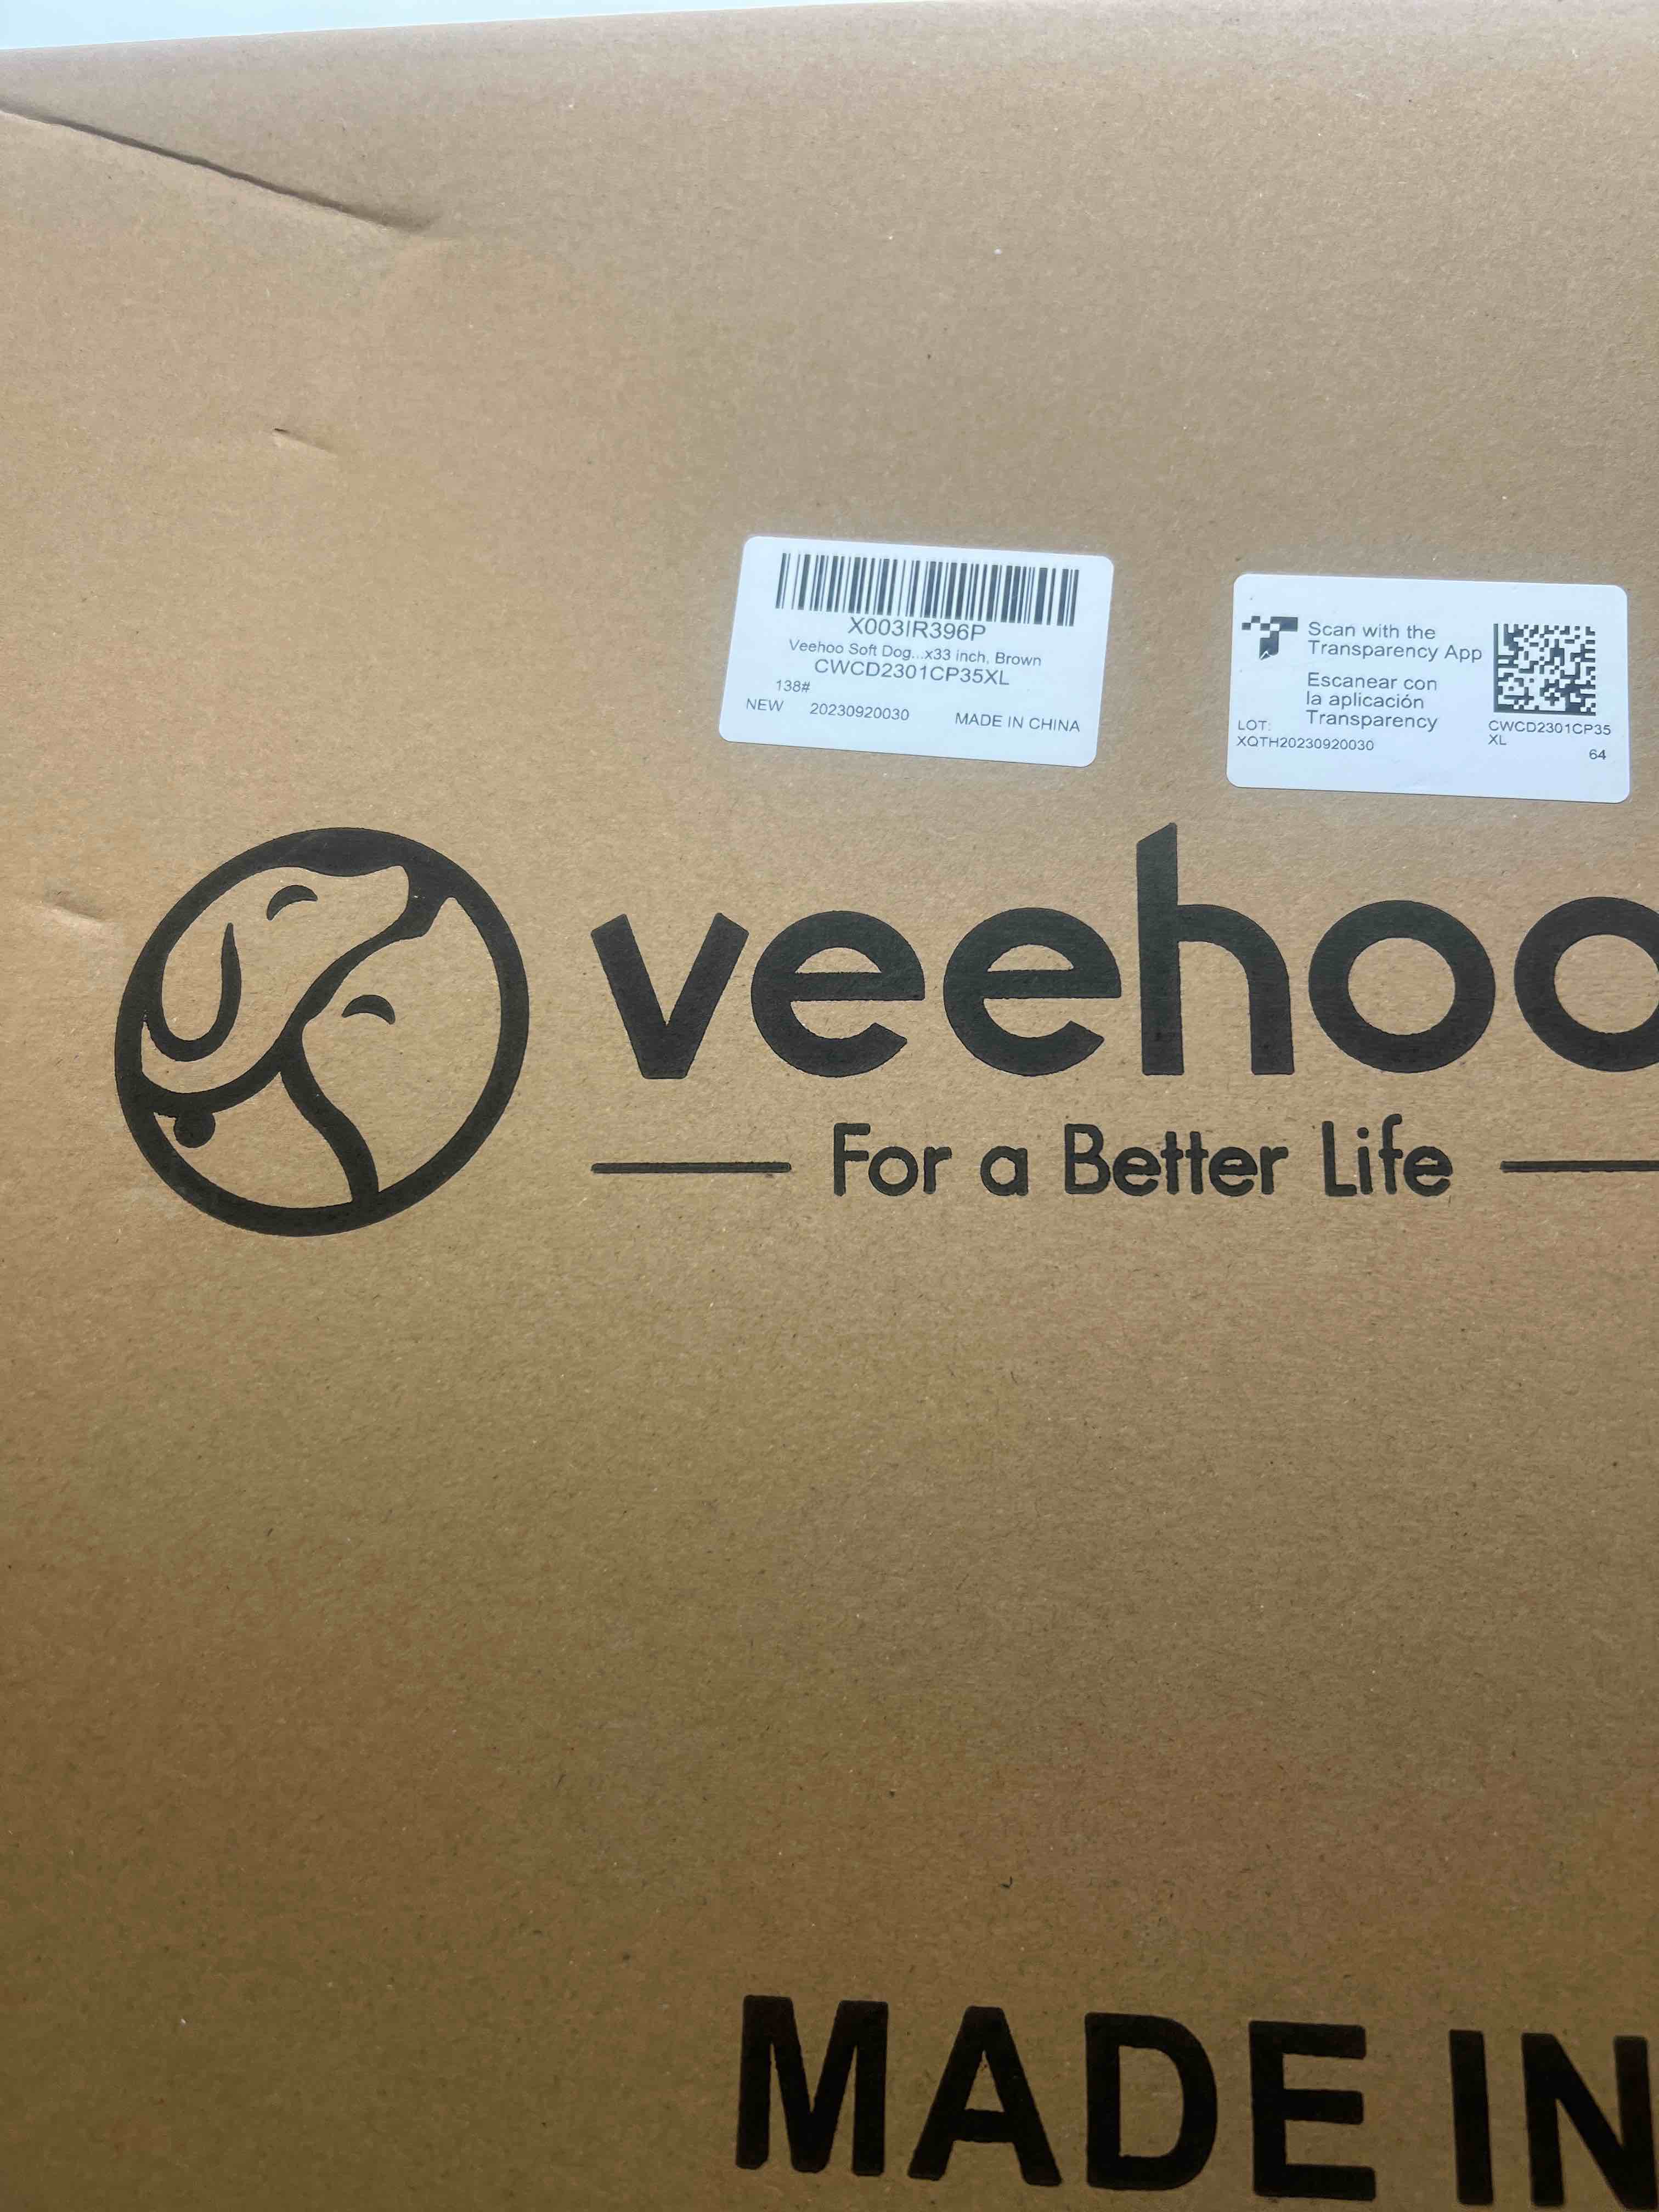 X003IR396P
Veehoo Soft Dog...x33 inch, Brown
CWCD2301CP35XL
138#
NEW 20230920030 MADE IN CHINA
Scan with the
Transparency App
Escanear con
la aplicación
Transparency
LOT:
XQTH20230920030
CWCD2301CP35
XL
64
veehoo
For a Better Life
MADE IN